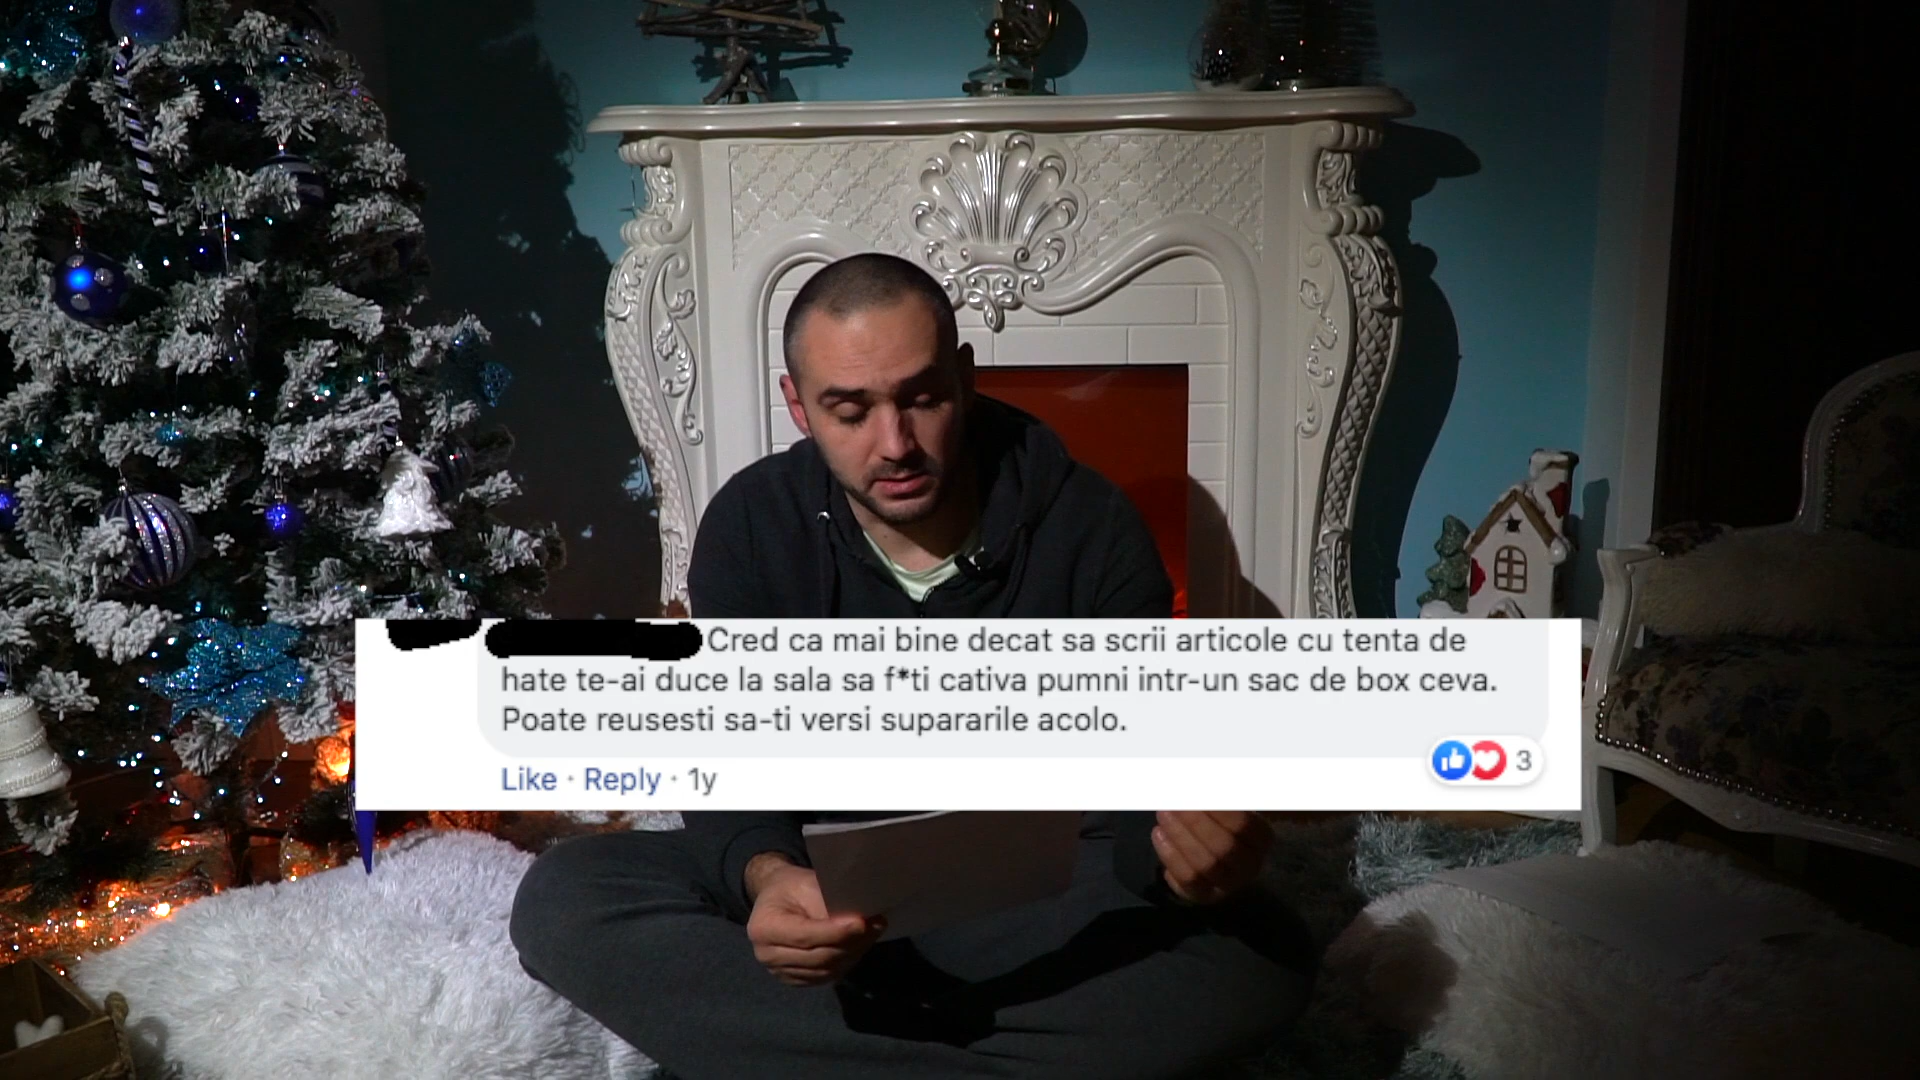 Cred ca mai bine decat sa scrii articole cu tenta de
hate te-ai duce la sala sa f*ti cativa pumni intr-un sac de box ceva.
Poate reusesti sa-ti versi supararile acolo.
Like · Reply · 1y
3